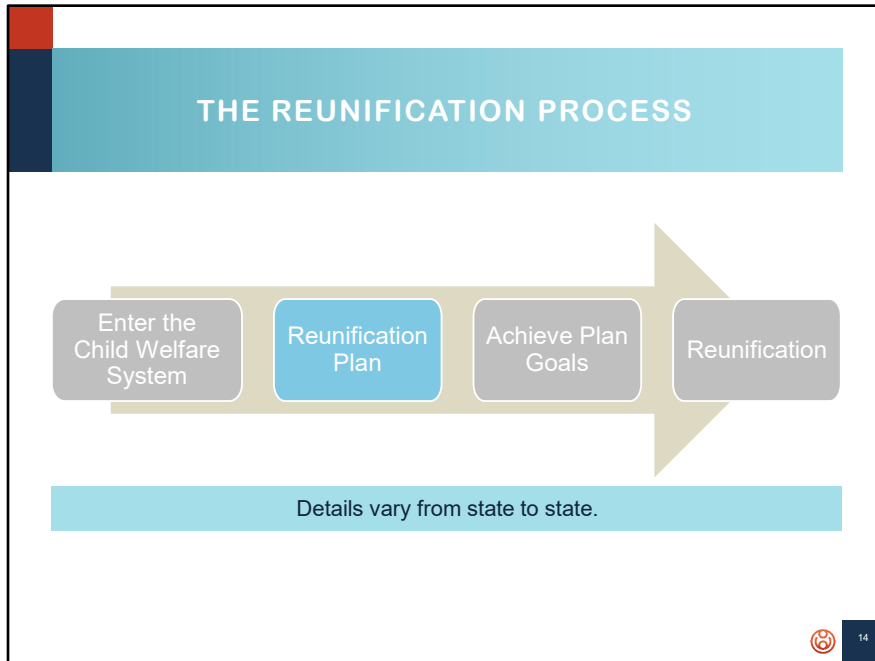 THE REUNIFICATION PROCESS
Enter the
Child Welfare
System
Reunification
Plan
Achieve Plan
Goals
Reunification
Details vary from state to state.
14